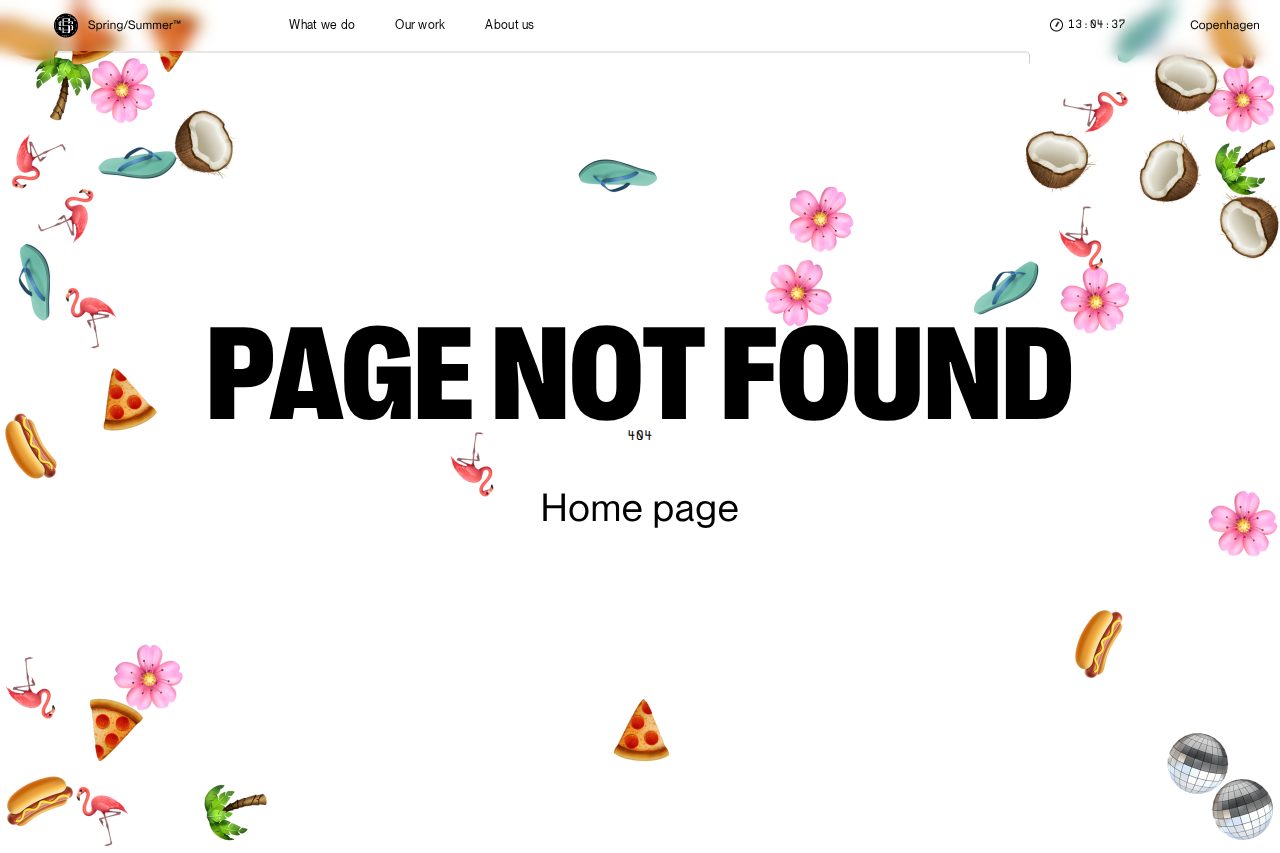 Spring/Summer™
What we do
Our work
About us
13:04:37
Copenhagen
PAGE NOT FOUND
404
Home page